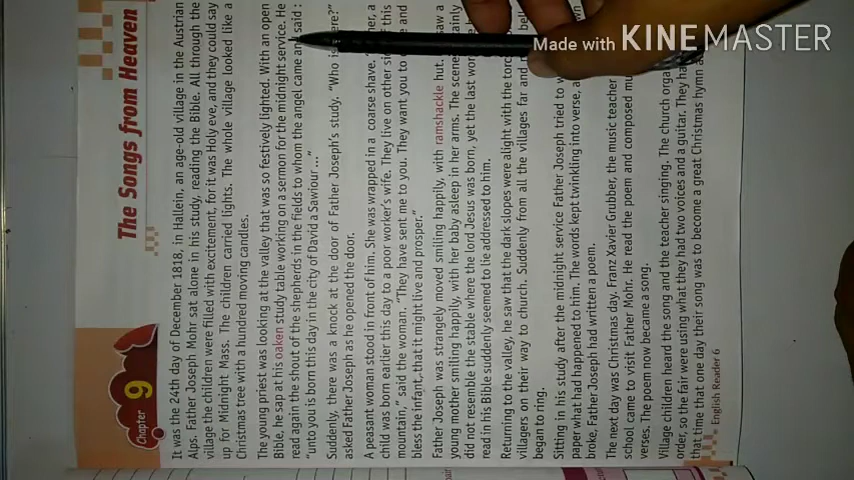 Chapter 9
The Songs from Heaven
It was the 24th day of December 1818, in Hallein, an age-old village in the Austrian
Alps. Father Joseph Mohr sat alone in his study, reading the Bible. All through the
village the children were filled with excitement, for it was Holy eve, and they could say
up for Midnight Mass. The children carried lights. The whole village looked like a
Christmas tree with a hundred moving candles.
The young priest was looking at the valley that was so festively lighted. With an open
Bible, he sap at his oaken study table working on a sermon for the midnight service. He
read again the shout of the shepherds in the fields to whom the angel came and said :
"unto you is born this day in the city of David a Sawiour ..."
Suddenly, there was a knock at the door of Father Joseph's study. "Who is there?"
asked Father Joseph as he opened the door.
A peasant woman stood in front of him. She was wrapped in a coarse shave. a
child was born earlier this day to a poor worker's wife. They live on other side of this
mountain," said the woman. "They have sent me to you. They want you to and
bless the infant, that it might live and prosper."
Father Joseph was strangely moved smiling happily, with ramshackle hut. saw a
young mother smiling happily, with her baby asleep in her arms. The scene
did not resemble the stable where the lord Jesus was born, yet the last
read in his Bible suddenly seemed to lie addressed to him.
Returning to the valley, he saw that the dark slopes were alight with the
villagers on their way to church. Suddenly from all the villages far and
began to ring.
Sitting in his study after the midnight service Father Joseph tried to
paper what had happened to him. The words kept twinkling into verse,
broke, Father Joseph had written a poem.
The next day was Christmas day. Franz Xavier Grubber, the music teacher
school came to visit Father Mohr. He read the poem and composed
verses. The poem now became a song.
Village children heard the song and the teacher singing. The church
order, so the fair were using what they had two voices and a guitar. They
that time that one day their song was to become a great Christmas hymn
English Reader 6
Made with KINEMASTER